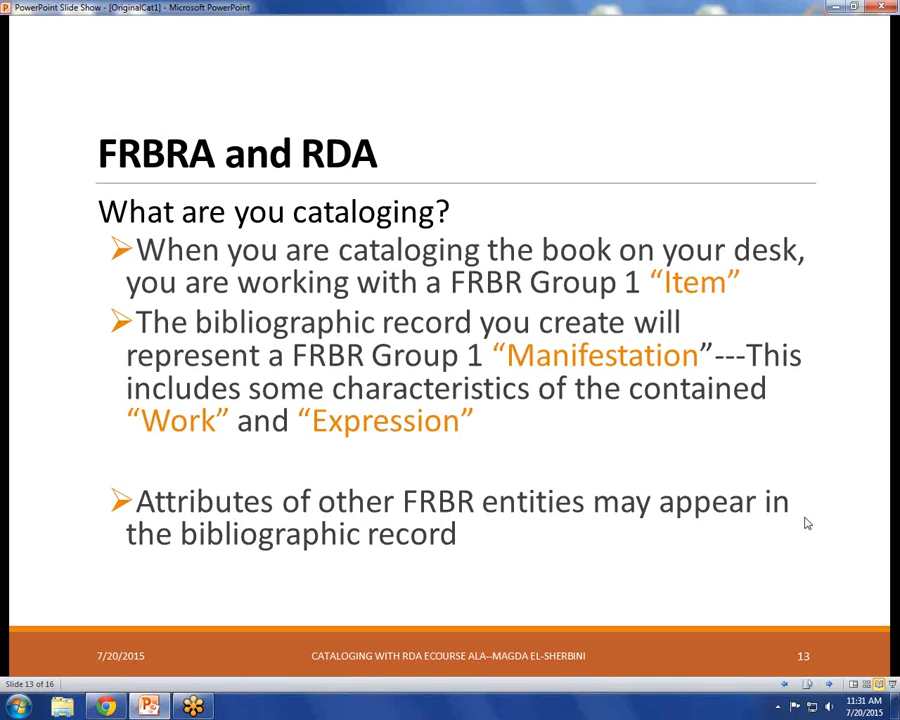 PowerPoint Slide Show - [OriginalCat1] - Microsoft PowerPoint
FRBRA and RDA
What are you cataloging?
When you are cataloging the book on your desk,
you are working with a FRBR Group 1 “Item”
The bibliographic record you create will
represent a FRBR Group 1 “Manifestation”---This
includes some characteristics of the contained
“Work” and “Expression”
Attributes of other FRBR entities may appear in
the bibliographic record
7/20/2015 CATALOGING WITH RDA ECOURSE ALA--MAGDA EL-SHERBINI 13
Slide 13 of 16
11:31 AM
7/20/2015